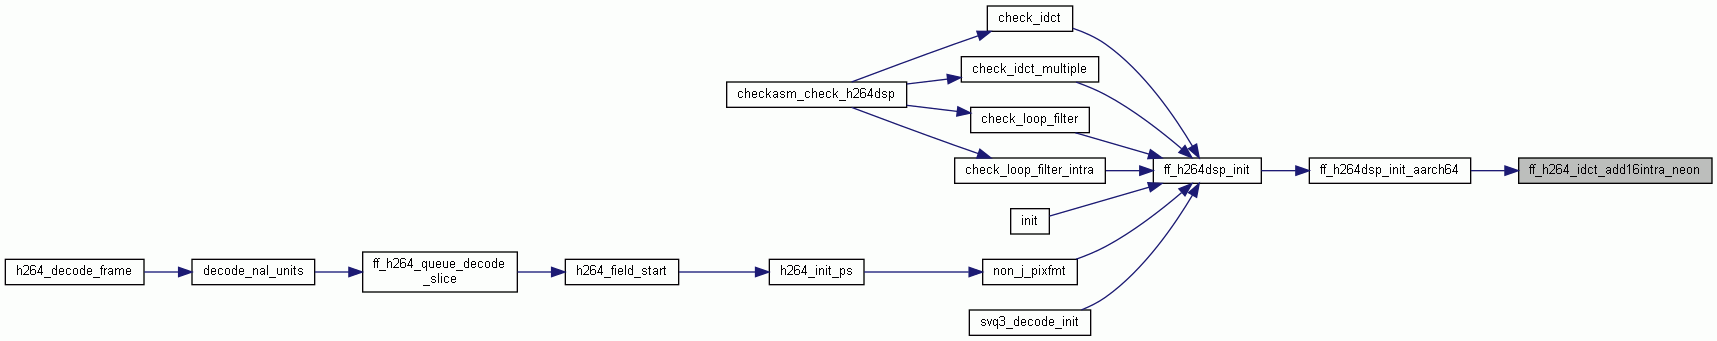 check_idct
check_idct_multiple
checkasm_check_h264dsp
check_loop_filter
check_loop_filter_intra
ff_h264dsp_init
ff_h264dsp_init_aarch64
ff_h264_idct_add16intra_neon
init
h264_decode_frame
decode_nal_units
ff_h264_queue_decode
_slice
h264_field_start
h264_init_ps
non_j_pixfmt
svq3_decode_init